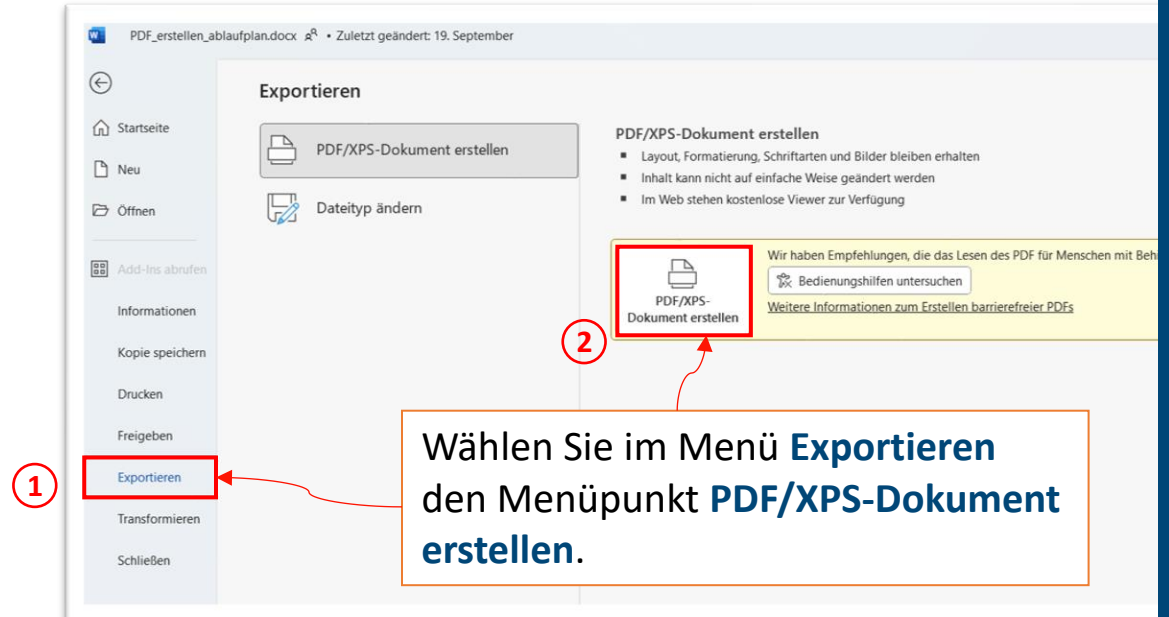 PDF_erstellen_ablaufplan.docx • Zuletzt geändert: 19. September
Exportieren
Startseite
Neu
Öffnen
Add-Ins abrufen
Informationen
Kopie speichern
Drucken
Freigeben
1
Exportieren
Transformieren
Schließen
PDF/XPS-Dokument erstellen
Dateityp ändern
PDF/XPS-Dokument erstellen
Layout, Formatierung, Schriftarten und Bilder bleiben erhalten
Inhalt kann nicht auf einfache Weise geändert werden
Im Web stehen kostenlose Viewer zur Verfügung
PDF/XPS-
Dokument erstellen
2
Wir haben Empfehlungen, die das Lesen des PDF für Menschen mit Beh
Bedienungshilfen untersuchen
Weitere Informationen zum Erstellen barrierefreier PDFs
Wählen Sie im Menü Exportieren
den Menüpunkt PDF/XPS-Dokument
erstellen.